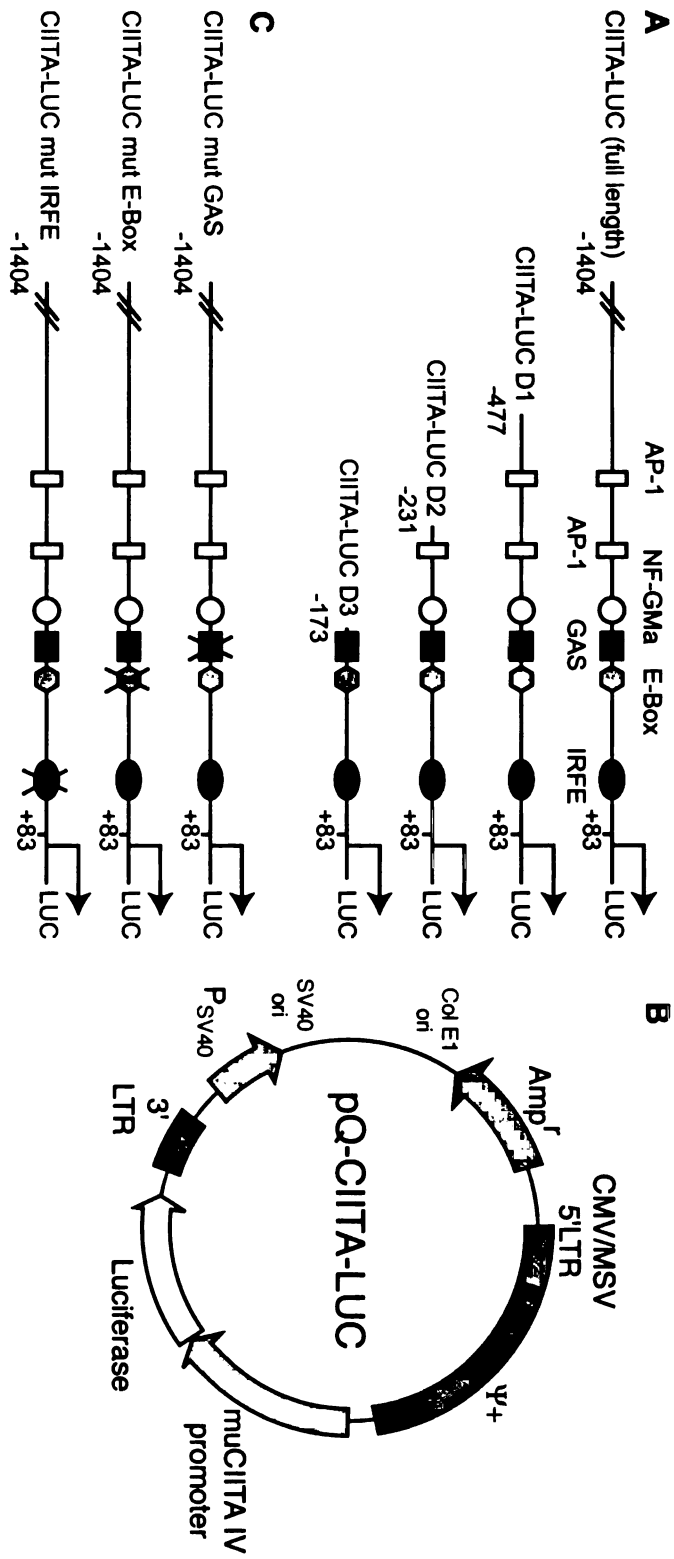 A
AP-1 NF-GMa E-Box
CIITA-LUC (full length)
-1404
+83
LUC
AP-1 GAS IRFE
CIITA-LUC D1
-477
+83
LUC
CIITA-LUC D2
-231
+83
LUC
CIITA-LUC D3
-173
+83
LUC
C
CIITA-LUC mut GAS
-1404
+83
LUC
CIITA-LUC mut E-Box
-1404
+83
LUC
CIITA-LUC mut IRFE
-1404
+83
LUC
B
CMV/MSV
5'LTR
Amp r
Col E1
ori
Ψ+
pQ-CIITA-LUC
SV40
ori
P SV40
3'
LTR
Luciferase
muCIITA IV
promoter